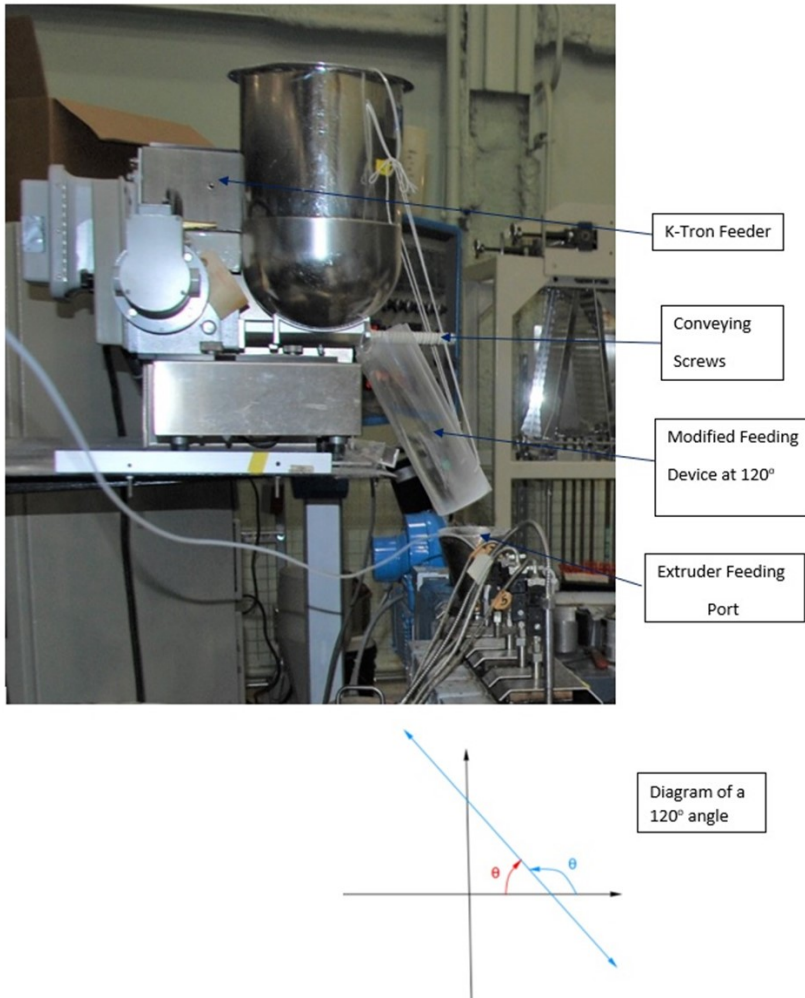 K-Tron Feeder
Conveying
Screws
Modified Feeding
Device at 120°
Extruder Feeding
Port
Diagram of a
120° angle
θ
θ